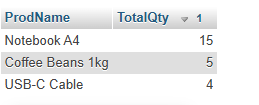 ProdName TotalQty 1
Notebook A4 15
Coffee Beans 1kg 5
USB-C Cable 4